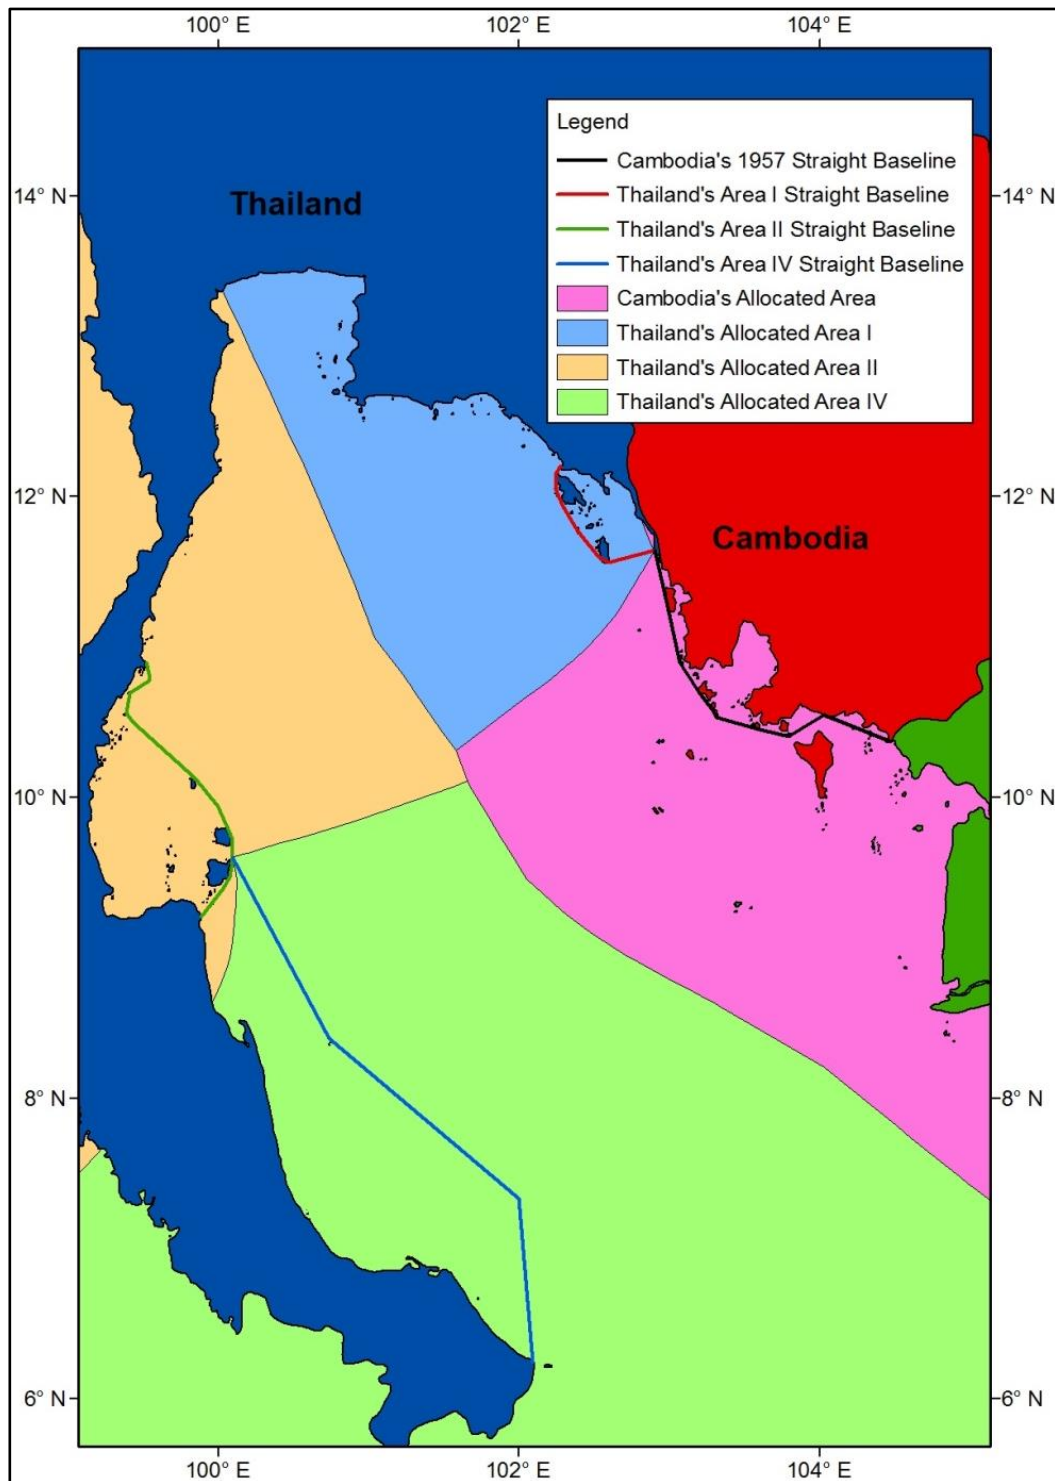 100° E 102° E 104° E
Legend
Cambodia's 1957 Straight Baseline
Thailand's Area I Straight Baseline
Thailand's Area II Straight Baseline
Thailand's Area IV Straight Baseline
Cambodia's Allocated Area
Thailand's Allocated Area I
Thailand's Allocated Area II
Thailand's Allocated Area IV
14° N 14° N
Thailand
12° N 12° N
Cambodia
10° N 10° N
8° N 8° N
6° N 6° N
100° E 102° E 104° E